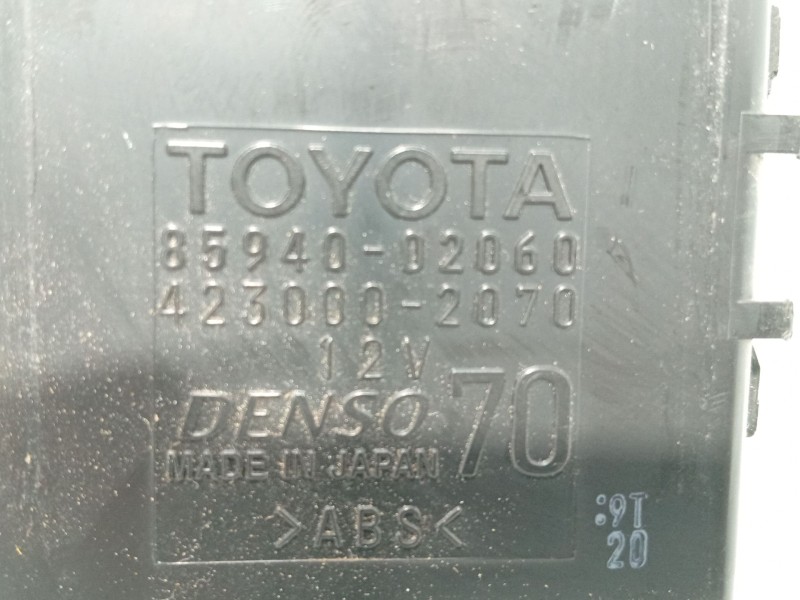 TOYOTA
85940-02060
423000-2070
12V
DENSO 70
MADE IN JAPAN
>ABS<
:9T
20